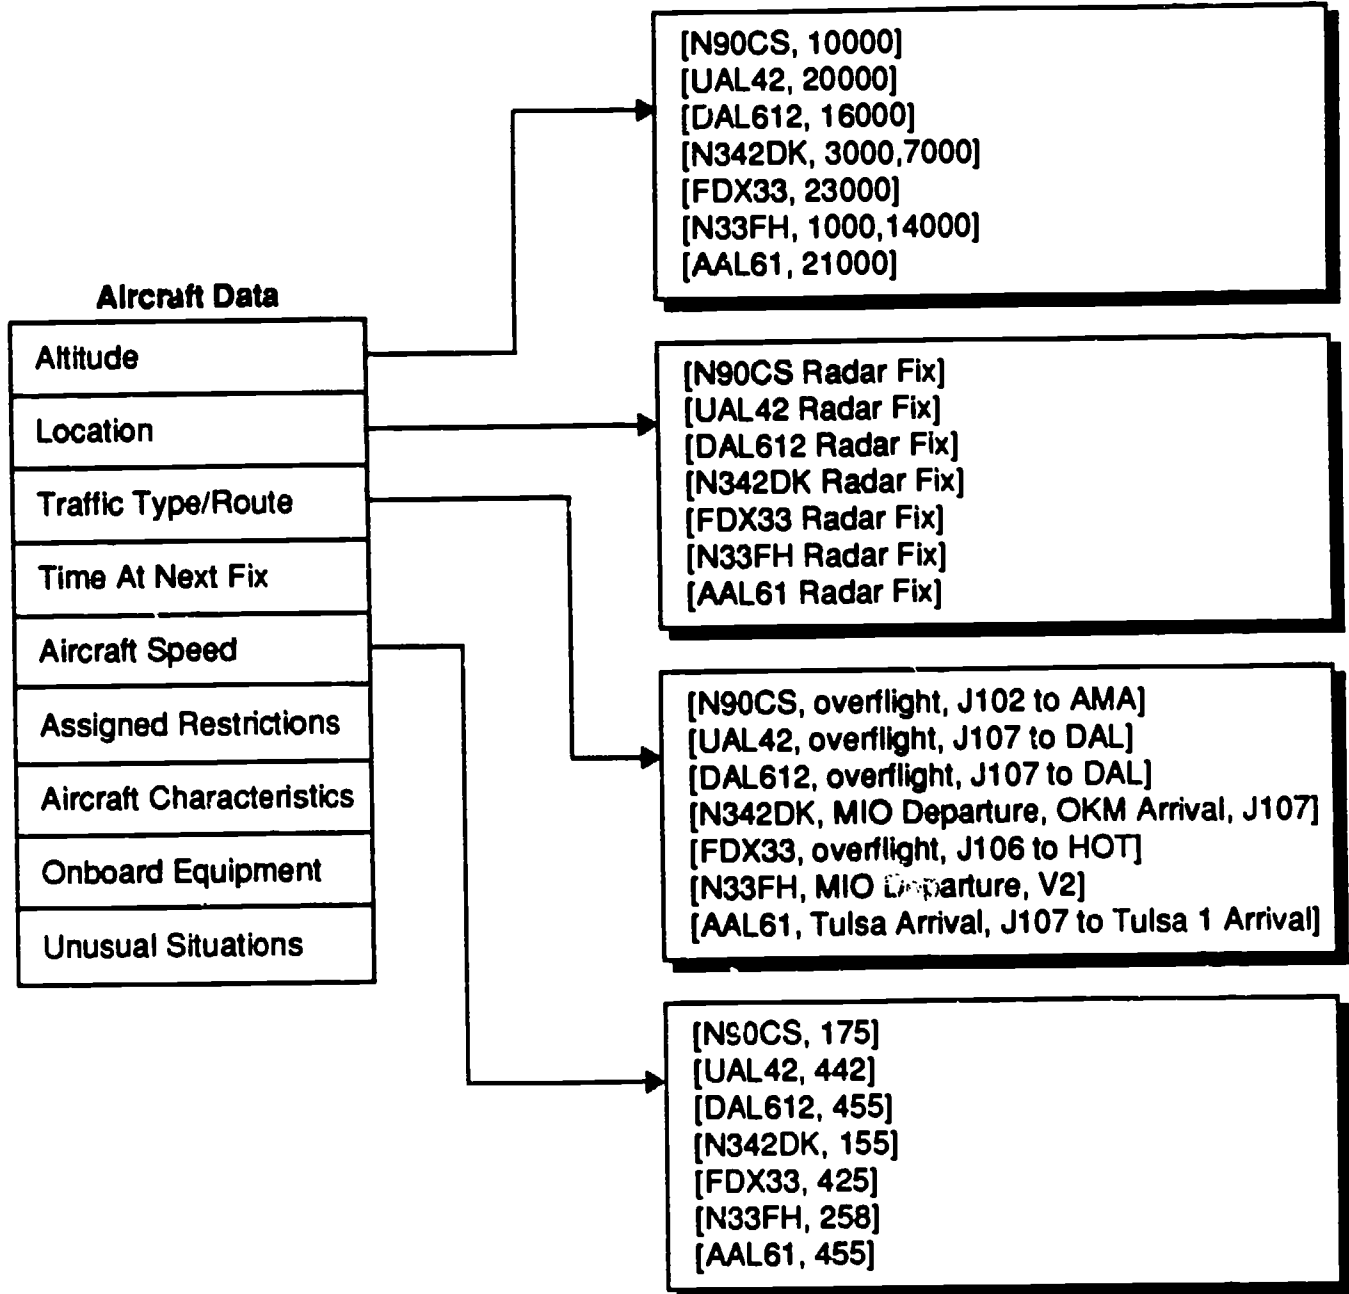 Aircraft Data
Altitude
Location
Traffic Type/Route
Time At Next Fix
Aircraft Speed
Assigned Restrictions
Aircraft Characteristics
Onboard Equipment
Unusual Situations
[N90CS, 10000]
[UAL42, 20000]
[DAL612, 16000]
[N342DK, 3000,7000]
[FDX33, 23000]
[N33FH, 1000,14000]
[AAL61, 21000]
[N90CS Radar Fix]
[UAL42 Radar Fix]
[DAL612 Radar Fix]
[N342DK Radar Fix]
[FDX33 Radar Fix]
[N33FH Radar Fix]
[AAL61 Radar Fix]
[N90CS, overflight, J102 to AMA]
[UAL42, overflight, J107 to DAL]
[DAL612, overflight, J107 to DAL]
[N342DK, MIO Departure, OKM Arrival, J107]
[FDX33, overflight, J106 to HOT]
[N33FH, MIO Departure, V2]
[AAL61, Tulsa Arrival, J107 to Tulsa 1 Arrival]
[N90CS, 175]
[UAL42, 442]
[DAL612, 455]
[N342DK, 155]
[FDX33, 425]
[N33FH, 258]
[AAL61, 455]